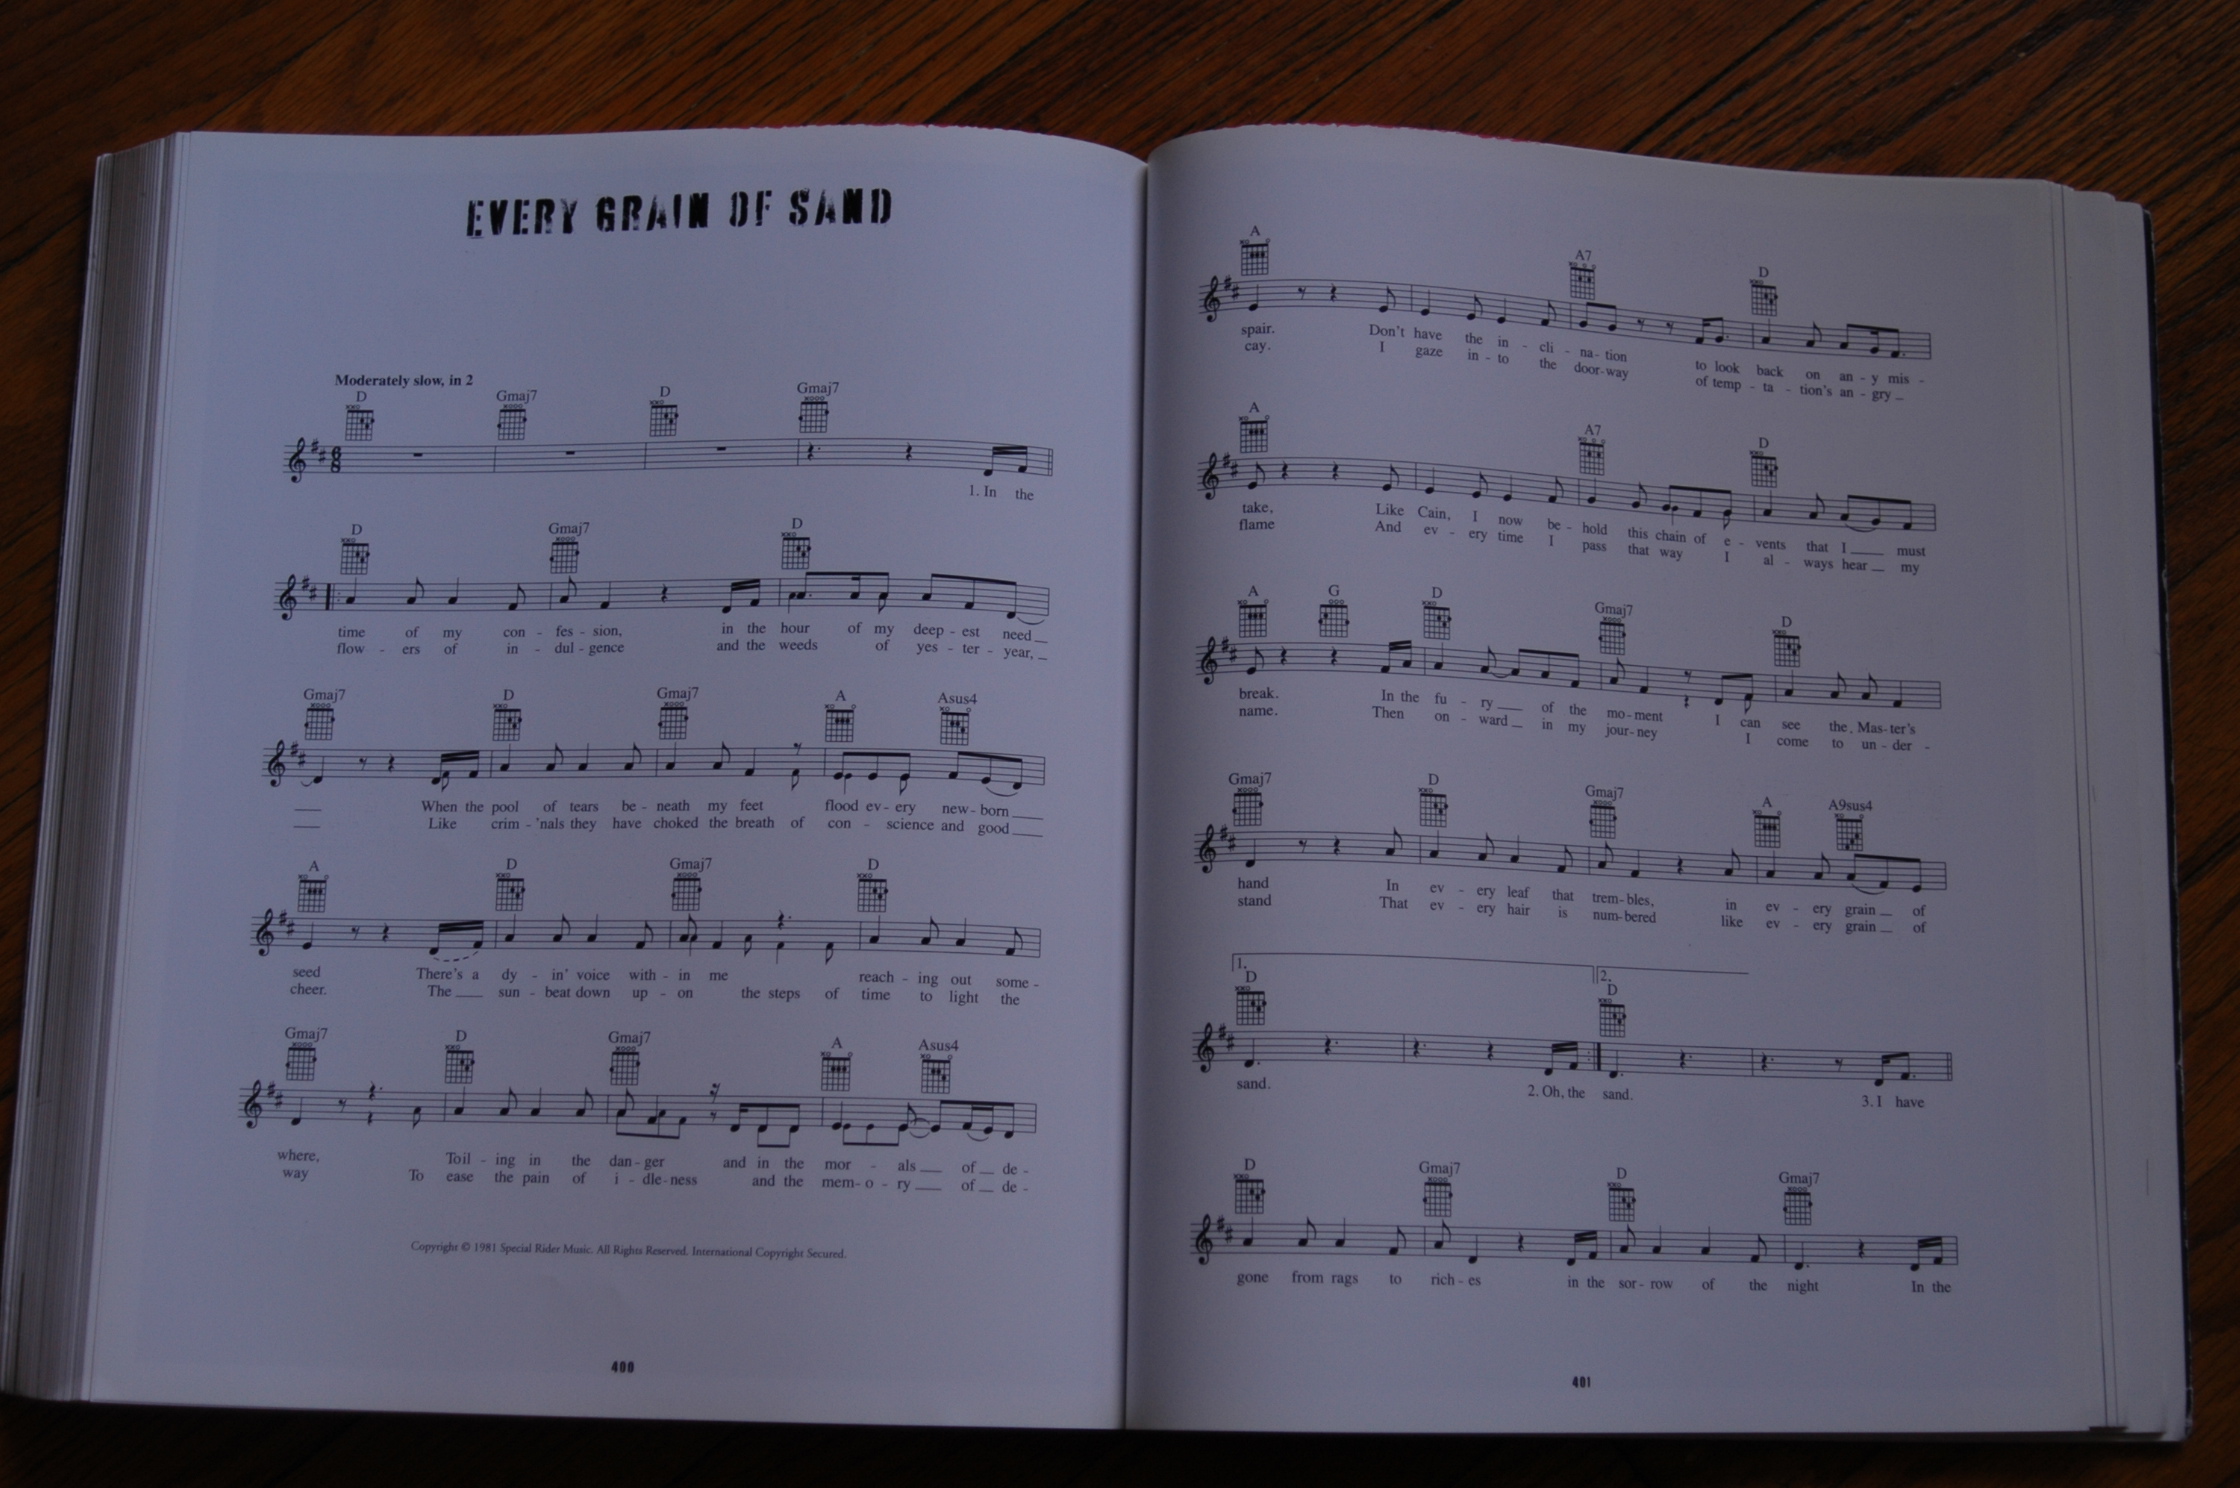 EVERY GRAIN OF SAND
Moderately slow, in 2
D Gmaj7 D Gmaj7
6
8
1. In the
D Gmaj7 D
time of my con - fes - sion, in the hour of my deep - est need
flow - ers of in - dul - gence and the weeds of yes - ter - year,
Gmaj7 D Gmaj7 A Asus4
When the pool of tears be - neath my feet flood ev - ery new - born
Like crim - 'nals they have choked the breath of con - science and good
A D Gmaj7 D
seed There's a dy - in' voice with - in me reach - ing out some -
cheer. The sun - beat down up - on the steps of time to light the
Gmaj7 D Gmaj7 A Asus4
where, Toil - ing in the dan - ger and in the mor - als of de -
way To ease the pain of i - dle - ness and the mem - o - ry of de -
Copyright © 1981 Special Rider Music. All Rights Reserved. International Copyright Secured.
400
A A7 D
spair. Don't have the in - cli - na - tion to look back on an - y mis -
cay. I gaze in - to the door - way of temp - ta - tion's an - gry
A A7 D
take, Like Cain, I now be - hold this chain of e - vents that I must
flame And ev - ery time I pass that way I al - ways hear my
A G D Gmaj7 D
break. In the fu - ry of the mo - ment I can see the Mas - ter's
name. Then on - ward in my jour - ney I come to un - der -
Gmaj7 D Gmaj7 A A9sus4
hand In ev - ery leaf that trem - bles, in ev - ery grain of
stand That ev - ery hair is num - bered like ev - ery grain of
1. 2.
D D
sand. 2. Oh, the sand. 3. I have
D Gmaj7 D Gmaj7
gone from rags to rich - es in the sor - row of the night In the
401